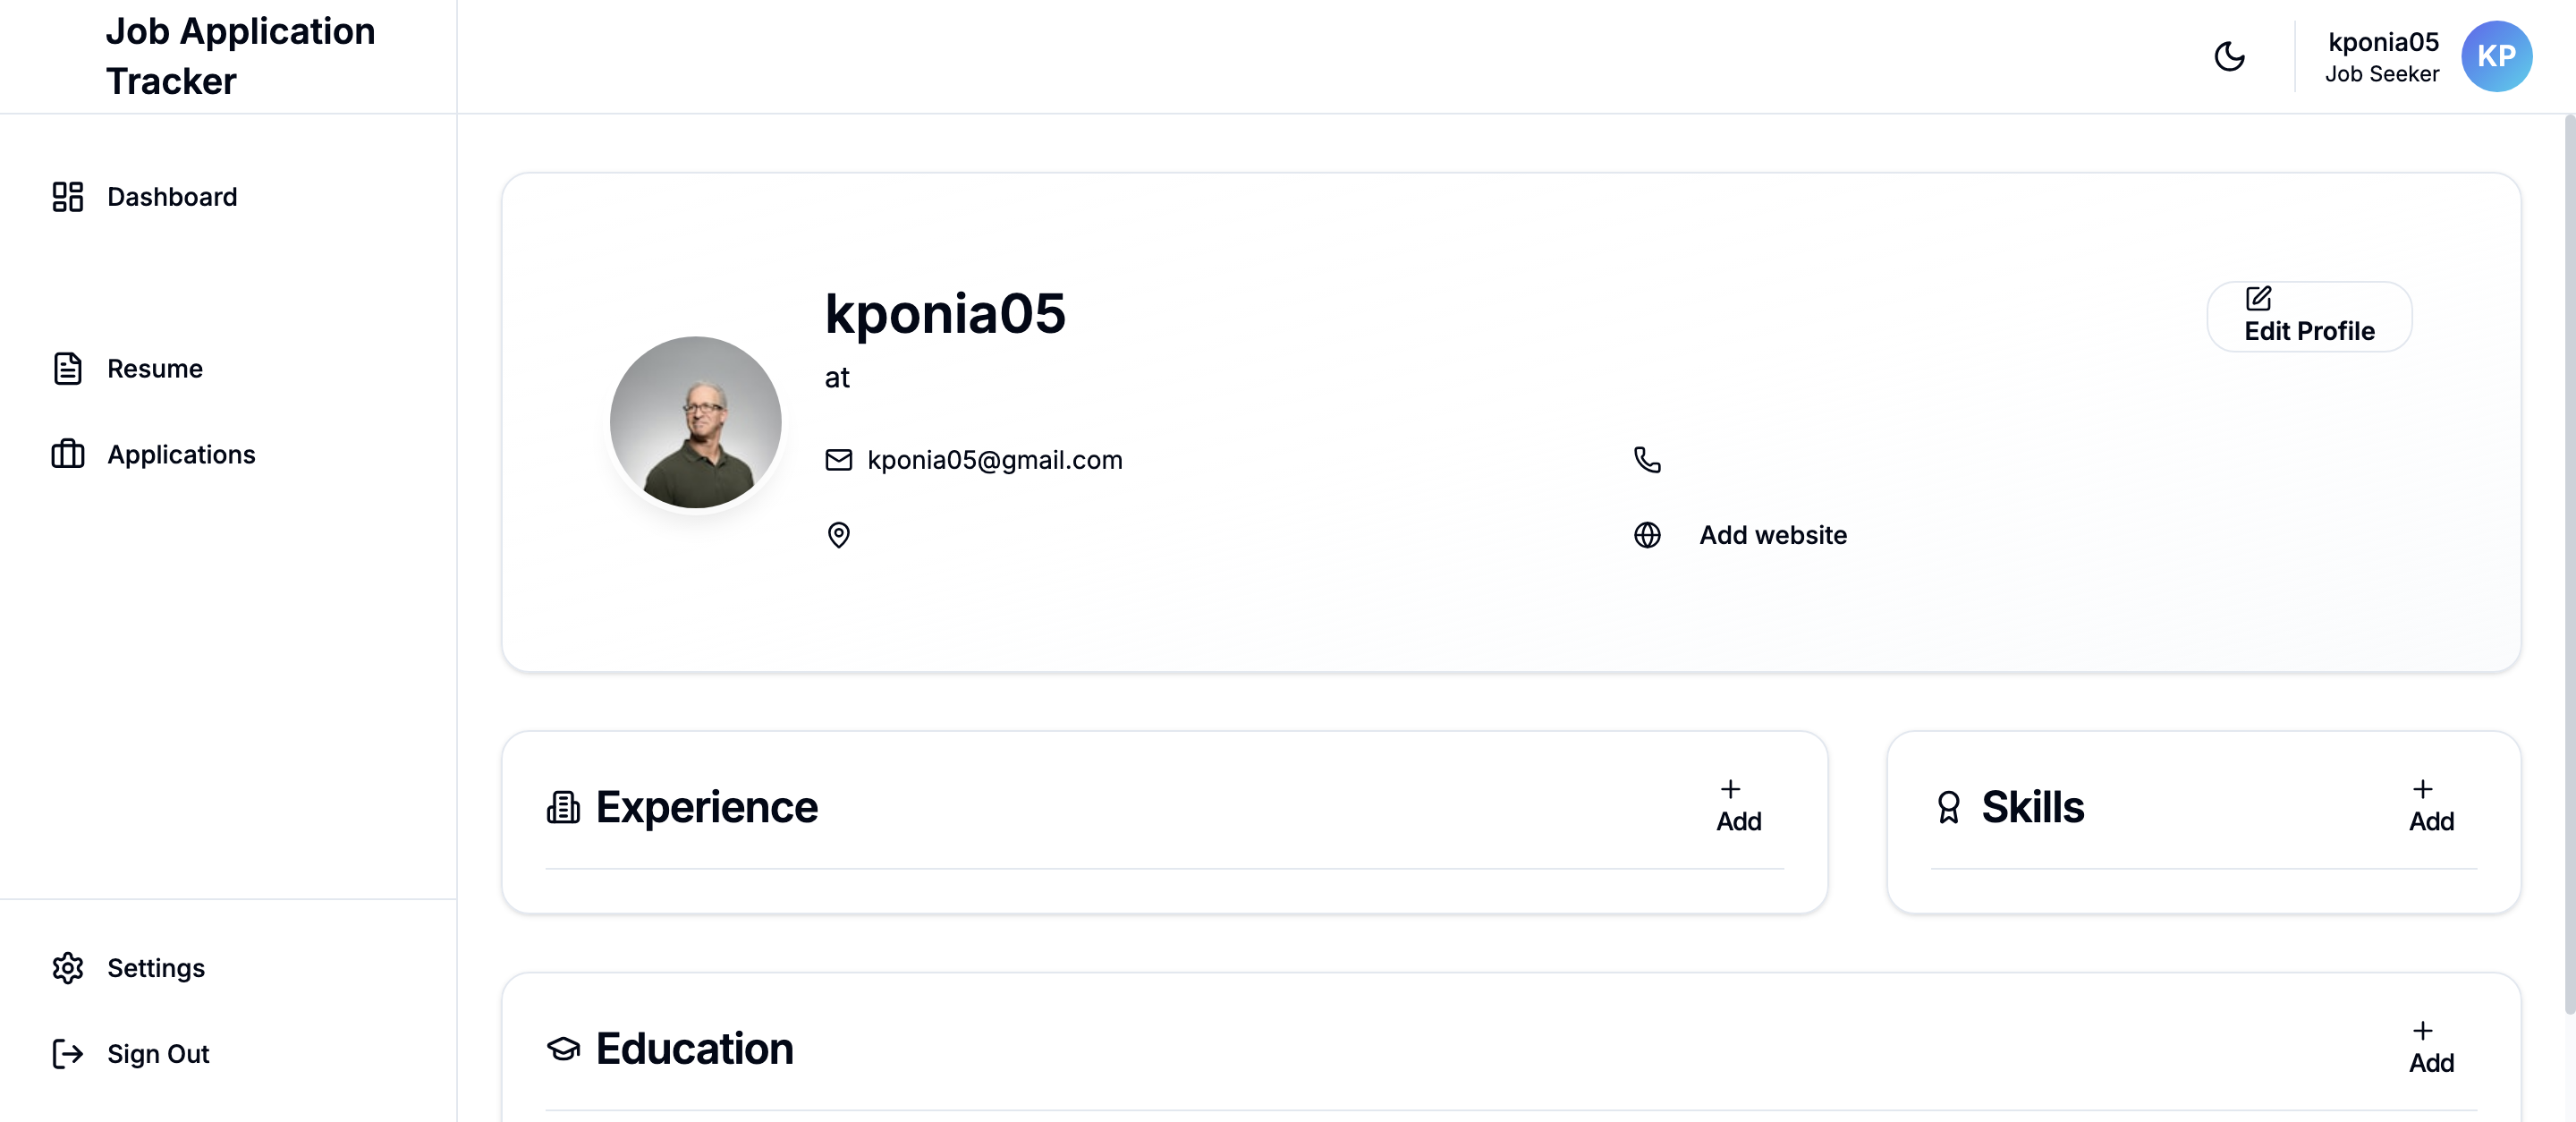 Job Application
Tracker
kponia05
Job Seeker
KP
Dashboard
Resume
Applications
Settings
Sign Out
kponia05
at
Edit Profile
kponia05@gmail.com
Add website
Experience
Add
Skills
Add
Education
Add